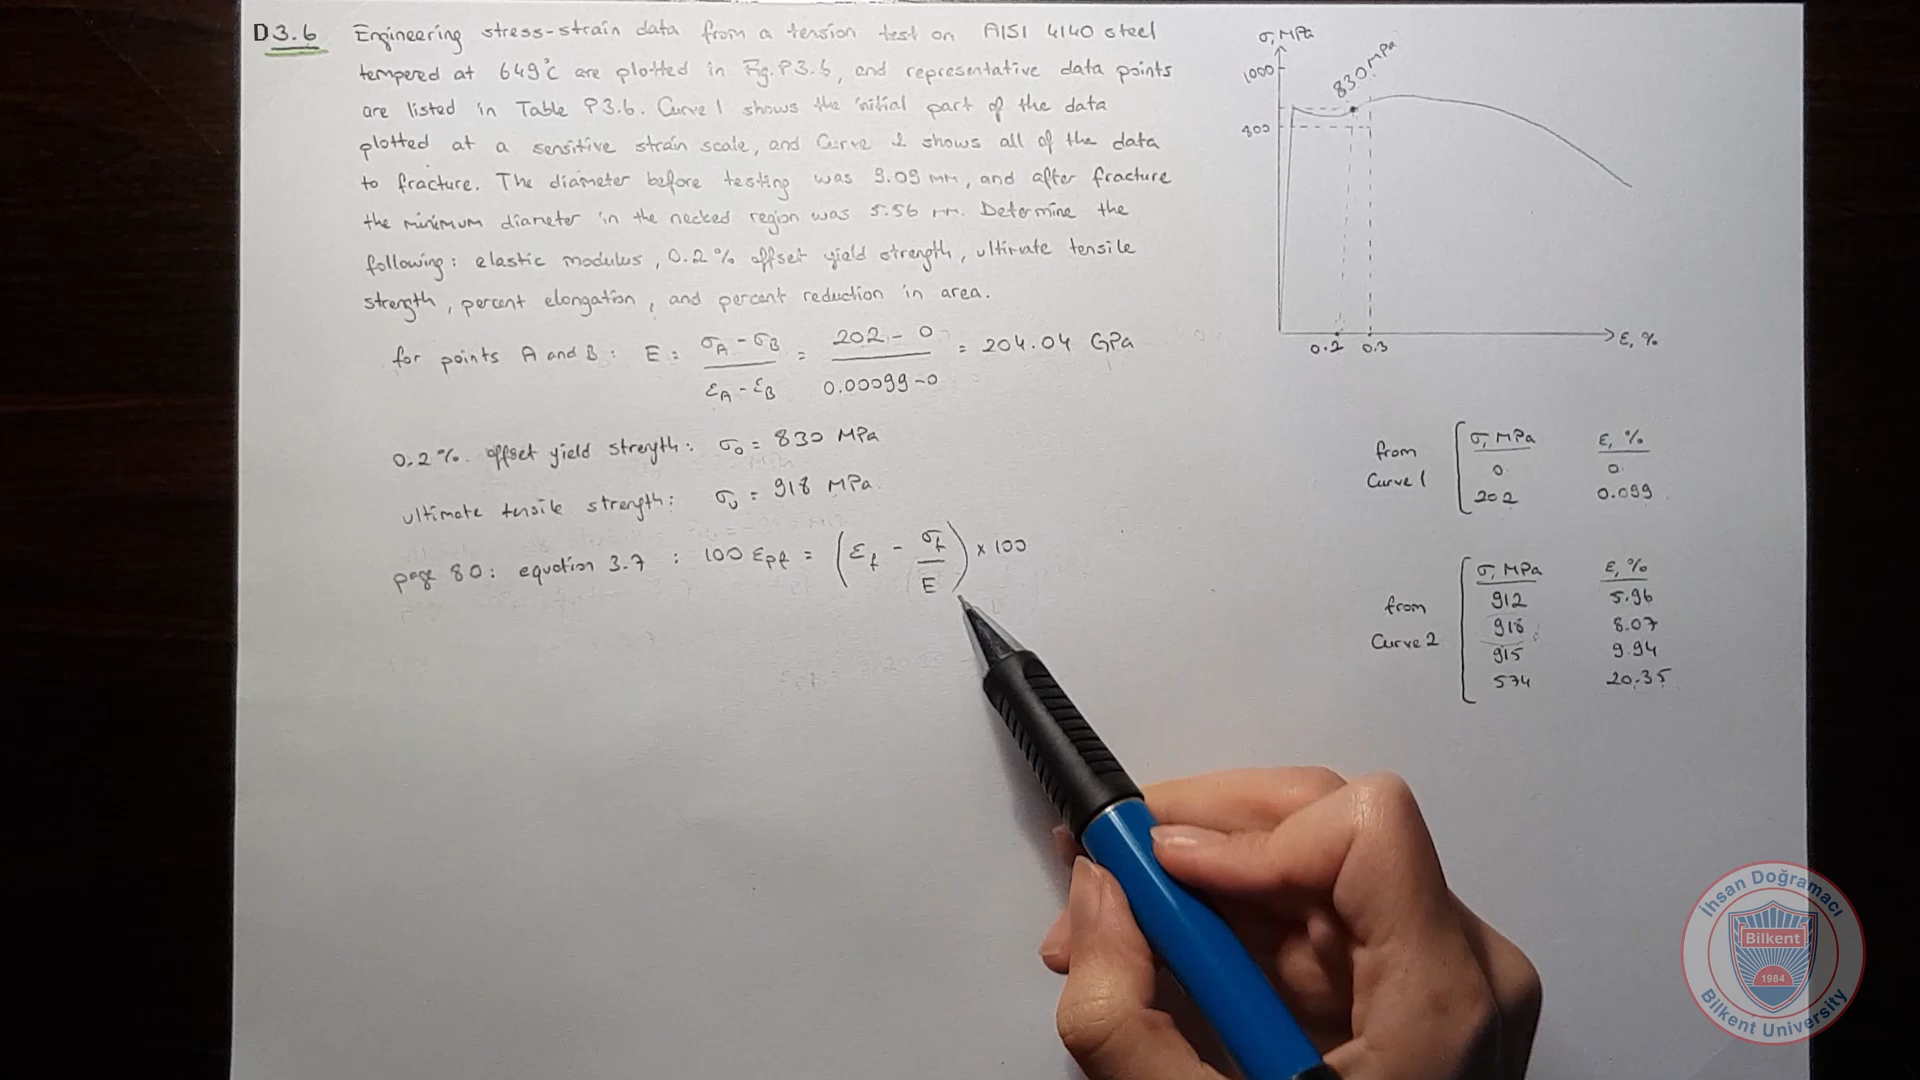 D3.6 Engineering stress-strain data from a tension test on AISI 4140 steel
tempered at 649°C are plotted in Fig. P3.6, and representative data points
are listed in Table P3.6. Curve 1 shows the initial part of the data
plotted at a sensitive strain scale, and Curve 2 shows all of the data
to fracture. The diameter before testing was 9.09 mm, and after fracture
the minimum diameter in the necked region was 5.56 mm. Determine the
following: elastic modulus, 0.2% offset yield strength, ultimate tensile
strength, percent elongation, and percent reduction in area.
for points A and B: E = (σA - σB) / (εA - εB) = (202 - 0) / (0.00099 - 0) = 204.04 GPa
0.2% offset yield strength: σo = 830 MPa
ultimate tensile strength: σu = 918 MPa.
page 80: equation 3.7 : 100 εpf = (εf - σf / E) × 100
σ, MPa
1000
830 MPa
800
0.2 0.3
ε, %
from Curve 1
σ, MPa ε, %
0 0
202 0.099
from Curve 2
σ, MPa ε, %
912 5.96
918 8.07
915 9.94
574 20.35
İhsan Doğramacı
Bilkent
1984
Bilkent University